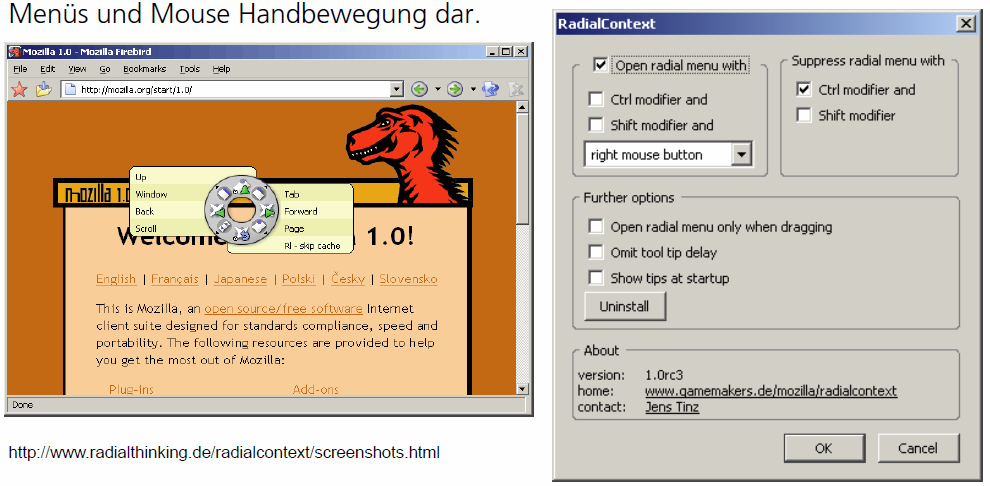 Menüs und Mouse Handbewegung dar.
Mozilla 1.0 - Mozilla Firebird
File Edit View Go Bookmarks Tools Help
http://mozilla.org/start/1.0/
mozilla 1.0
Up
Window
Back
Scroll
Tab
Forward
Page
Rl - skip cache
Welcome 1.0!
English | Français | Japanese | Polski | Česky | Slovensko
This is Mozilla, an open source/free software Internet
client suite designed for standards compliance, speed and
portability. The following resources are provided to help
you get the most out of Mozilla:
Plug-ins Add-ons
Done
http://www.radialthinking.de/radialcontext/screenshots.html
RadialContext
Open radial menu with
Ctrl modifier and
Shift modifier and
right mouse button
Suppress radial menu with
Ctrl modifier and
Shift modifier
Further options
Open radial menu only when dragging
Omit tool tip delay
Show tips at startup
Uninstall
About
version: 1.0rc3
home: www.gamemakers.de/mozilla/radialcontext
contact: Jens Tinz
OK Cancel